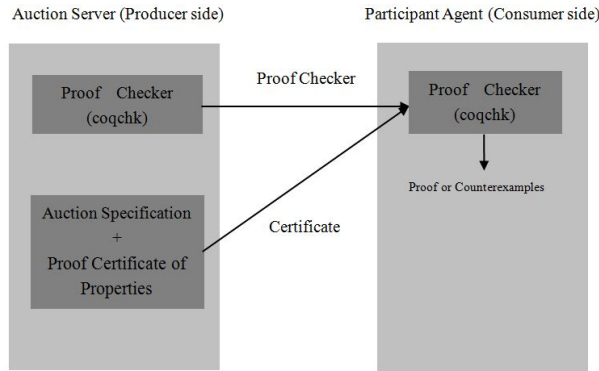 Auction Server (Producer side)
Participant Agent (Consumer side)
Proof Checker
(coqchk)
Proof Checker
Proof Checker
(coqchk)
Proof or Counterexamples
Auction Specification
+
Proof Certificate of
Properties
Certificate